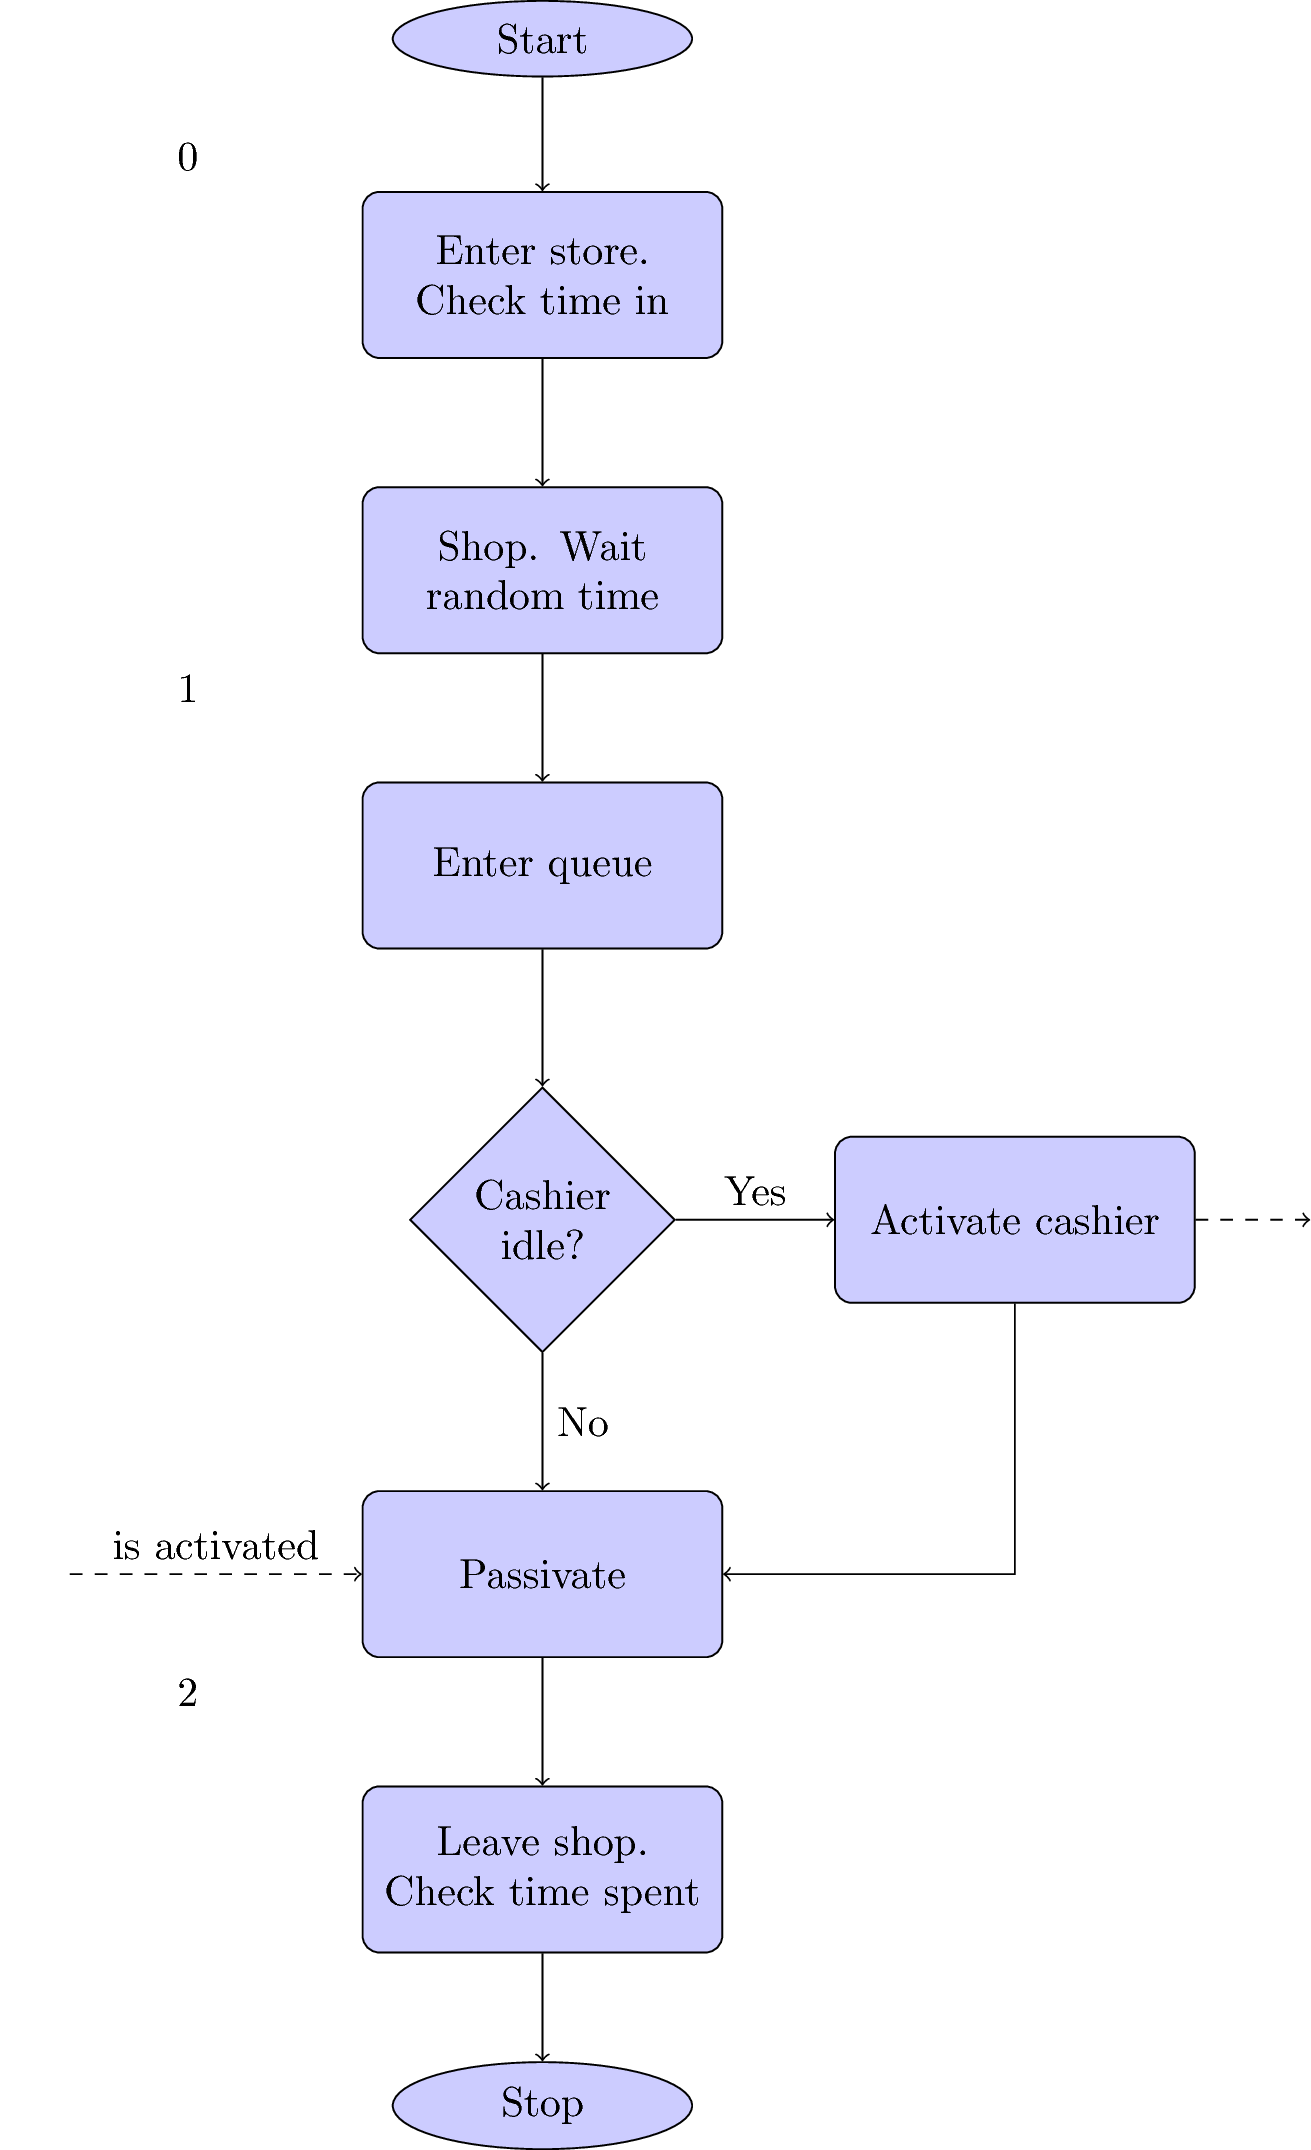 Start
0
Enter store.
Check time in
Shop. Wait
random time
1
Enter queue
Cashier
idle?
Yes
Activate cashier
No
is activated
Passivate
2
Leave shop.
Check time spent
Stop